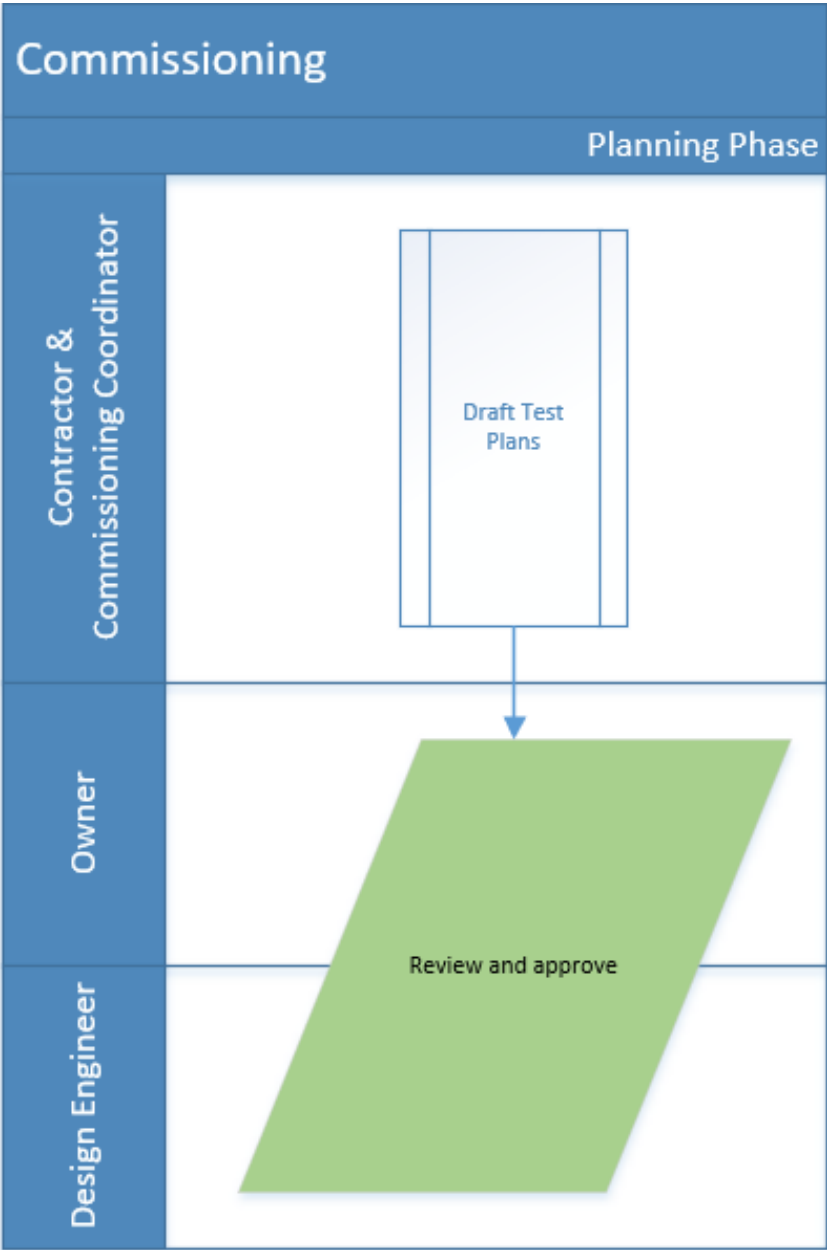 Commissioning
Planning Phase
Contractor &
Commissioning Coordinator
Draft Test
Plans
Owner
Review and approve
Design Engineer